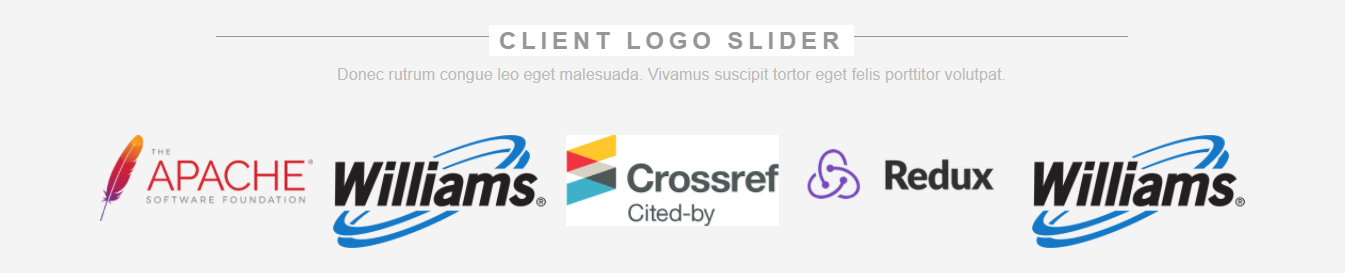 CLIENT LOGO SLIDER
Donec rutrum congue leo eget malesuada. Vivamus suscipit tortor eget felis porttitor volutpat.
THE
APACHE®
SOFTWARE FOUNDATION
Williams®
Crossref
Cited-by
Redux
Williams®